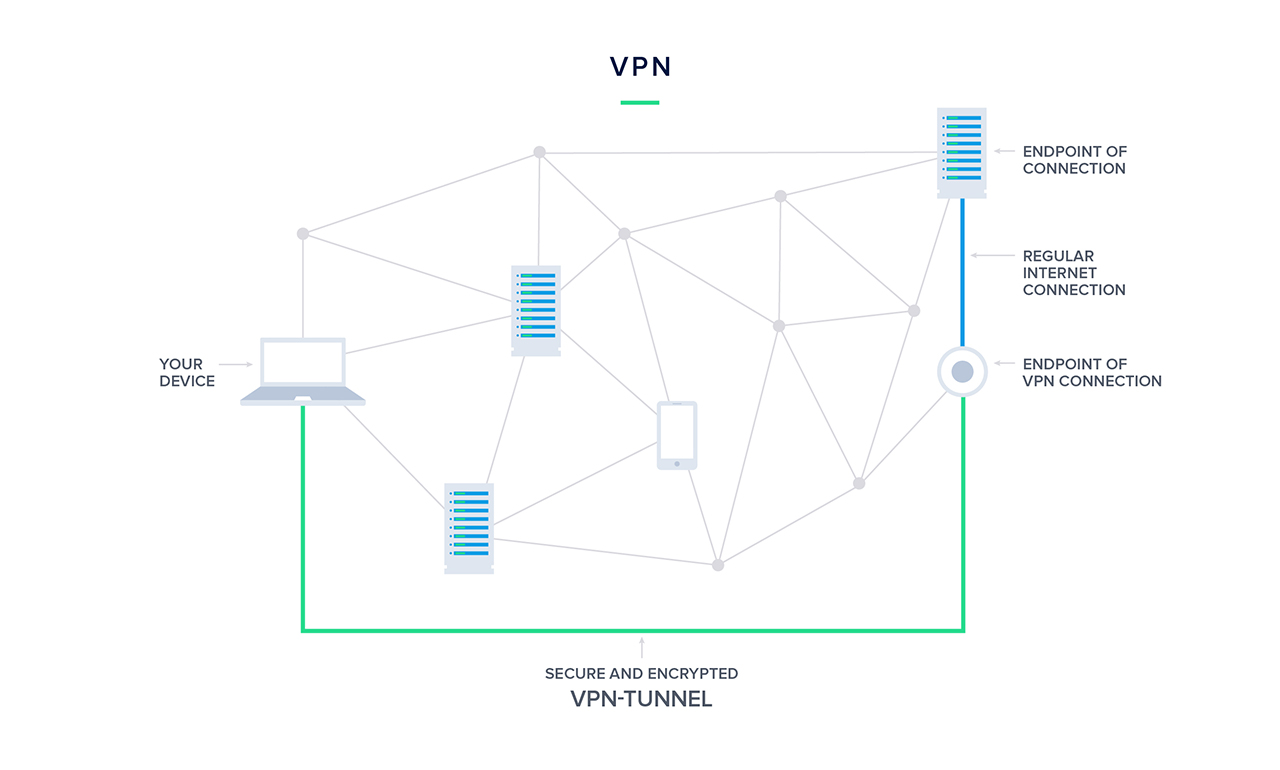 VPN
ENDPOINT OF
CONNECTION
REGULAR
INTERNET
CONNECTION
YOUR
DEVICE
ENDPOINT OF
VPN CONNECTION
SECURE AND ENCRYPTED
VPN-TUNNEL